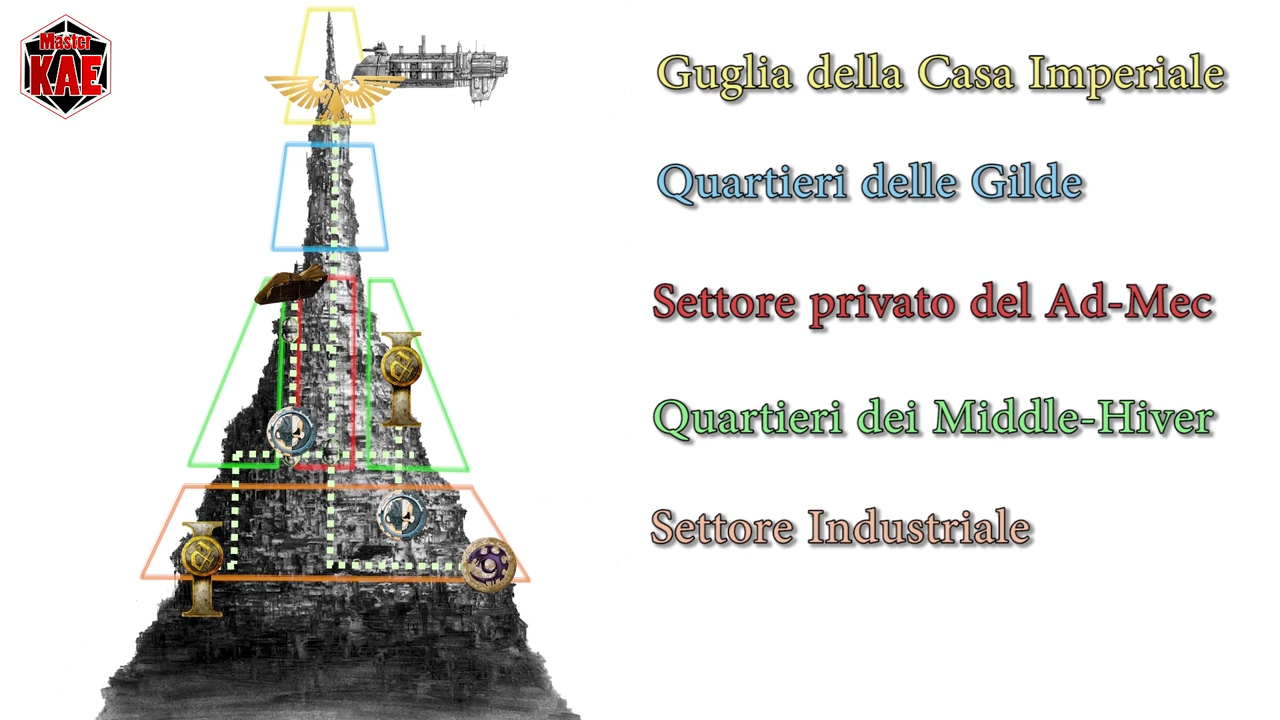 Master
KAE
Guglia della Casa Imperiale
Quartieri delle Gilde
Settore privato del Ad-Mec
Quartieri dei Middle-Hiver
Settore Industriale